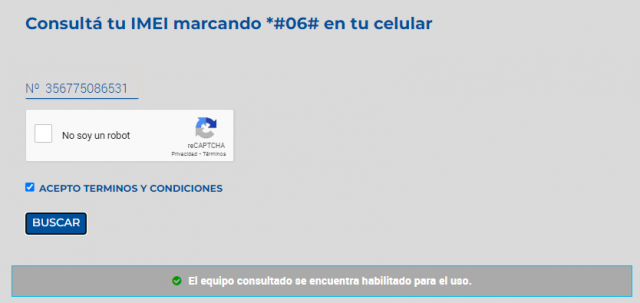 Consultá tu IMEI marcando *#06# en tu celular
Nº 356775086531
No soy un robot
reCAPTCHA
Privacidad - Términos
ACEPTO TERMINOS Y CONDICIONES
BUSCAR
El equipo consultado se encuentra habilitado para el uso.